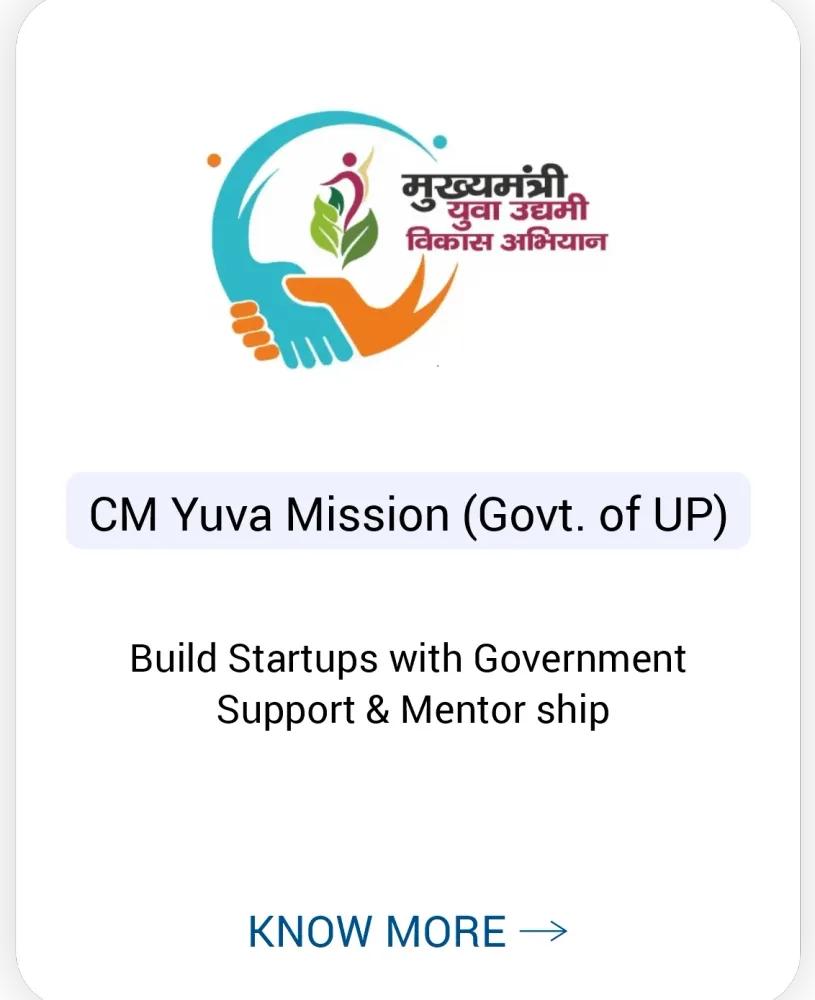 मुख्यमंत्री
युवा उद्यमी
विकास अभियान
CM Yuva Mission (Govt. of UP)
Build Startups with Government
Support & Mentor ship
KNOW MORE →